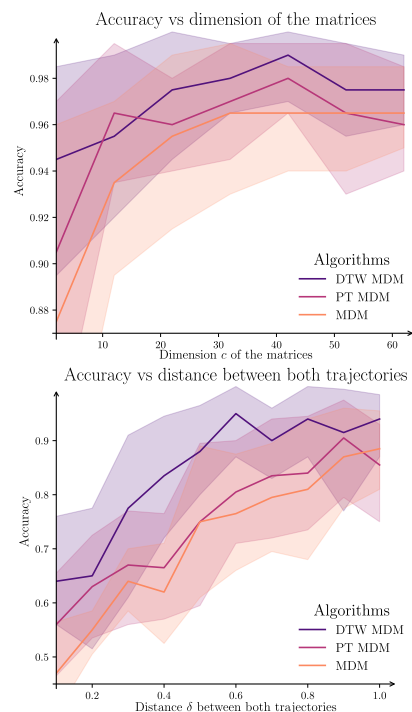 Accuracy vs dimension of the matrices
0.98
0.96
0.94
0.92
0.90
0.88
Accuracy
Algorithms
DTW MDM
PT MDM
MDM
10 20 30 40 50 60
Dimension c of the matrices
Accuracy vs distance between both trajectories
0.9
0.8
0.7
0.6
0.5
Accuracy
Algorithms
DTW MDM
PT MDM
MDM
0.2 0.4 0.6 0.8 1.0
Distance δ between both trajectories